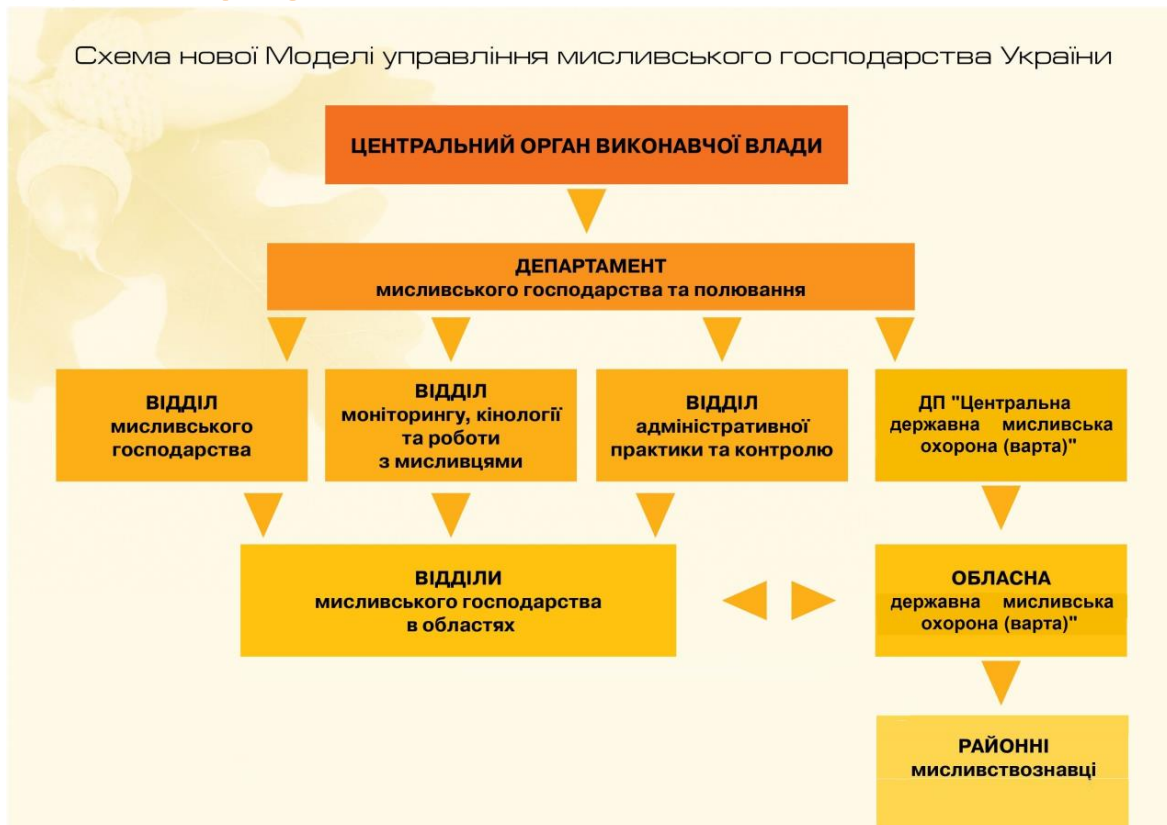 Схема нової Моделі управління мисливського господарства України
ЦЕНТРАЛЬНИЙ ОРГАН ВИКОНАВЧОЇ ВЛАДИ
ДЕПАРТАМЕНТ
мисливського господарства та полювання
ВІДДІЛ
мисливського
господарства
ВІДДІЛ
моніторингу, кінології
та роботи
з мисливцями
ВІДДІЛ
адміністративної
практики та контролю
ДП "Центральна
державна мисливська
охорона (варта)"
ВІДДІЛИ
мисливського господарства
в областях
ОБЛАСНА
державна мисливська
охорона (варта)"
РАЙОННІ
мисливствознавці